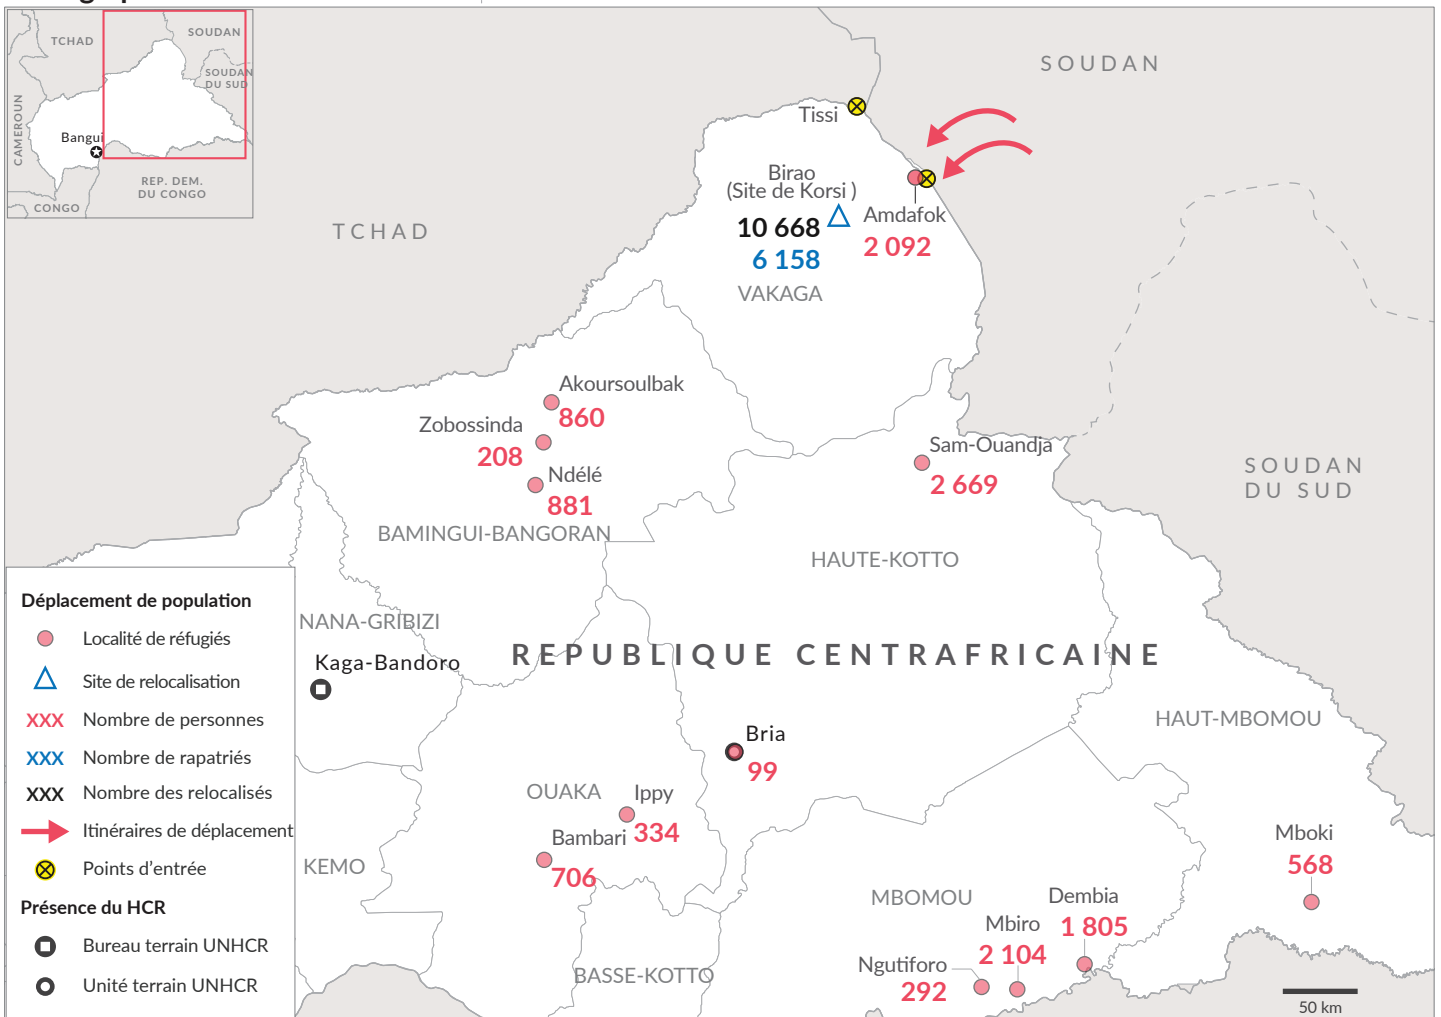 TCHAD
SOUDAN
SOUDAN
DU SUD
CAMEROUN
Bangui
REP. DEM.
DU CONGO
CONGO
SOUDAN
Tissi
Birao
(Site de Korsi )
10 668
6 158
Amdafok
2 092
VAKAGA
TCHAD
Akoursoulbak
860
Zobossinda
208
Ndélé
881
BAMINGUI-BANGORAN
Sam-Ouandja
2 669
SOUDAN
DU SUD
HAUTE-KOTTO
NANA-GRIBIZI
Kaga-Bandoro
REPUBLIQUE CENTRAFRICAINE
HAUT-MBOMOU
Bria
99
OUAKA
Ippy
334
Bambari
706
KEMO
Mboki
568
MBOMOU
Dembia
1 805
Mbiro
2 104
Ngutiforo
292
BASSE-KOTTO
50 km
Déplacement de population
Localité de réfugiés
Site de relocalisation
XXX Nombre de personnes
XXX Nombre de rapatriés
XXX Nombre des relocalisés
Itinéraires de déplacement
Points d'entrée
Présence du HCR
Bureau terrain UNHCR
Unité terrain UNHCR